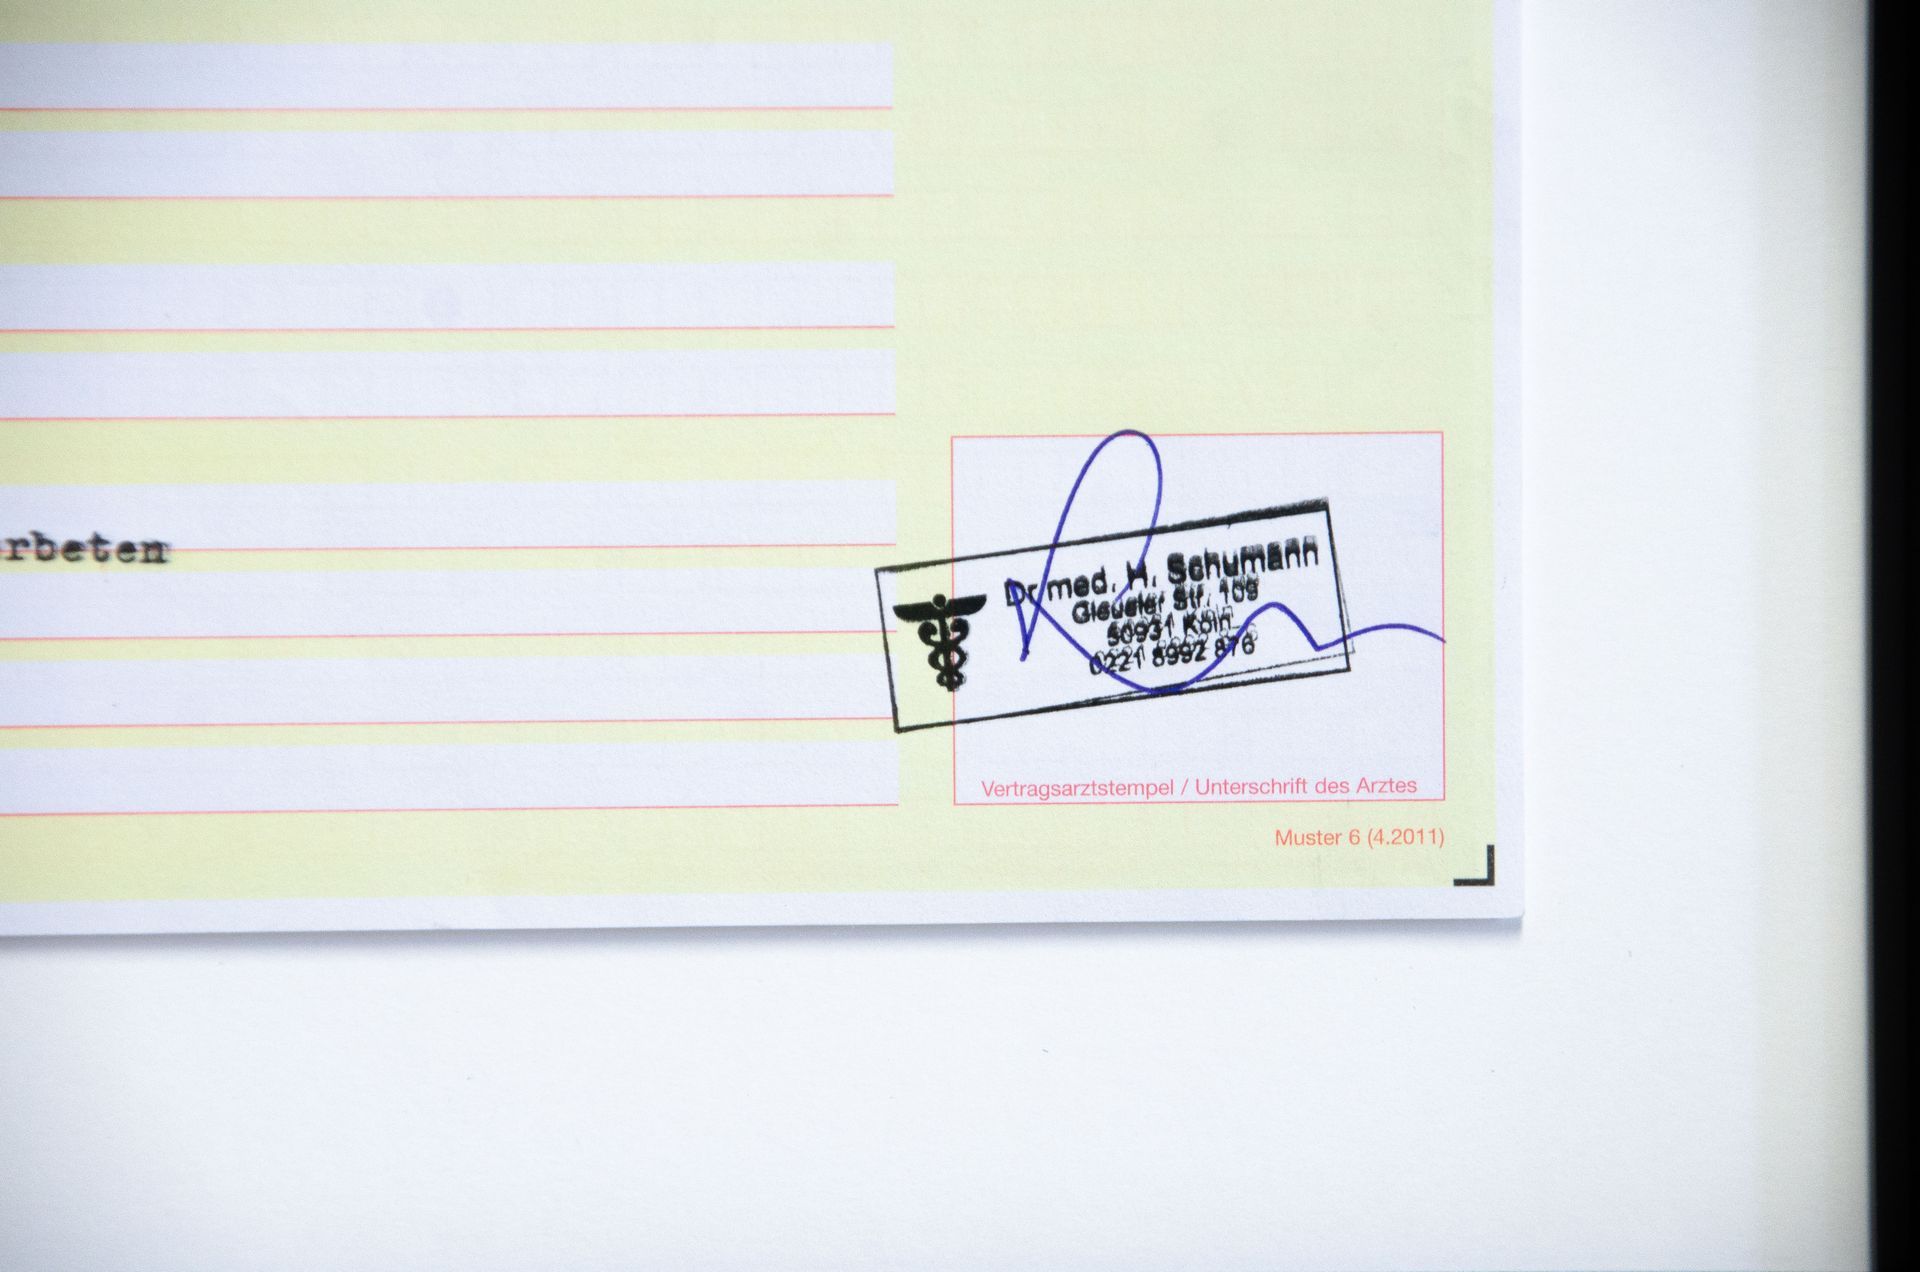 rbeten
Dr med. H. Schumann
Str. 109
50931 Köln
0221 8992 876
Vertragsarztstempel / Unterschrift des Arztes
Muster 6 (4.2011)